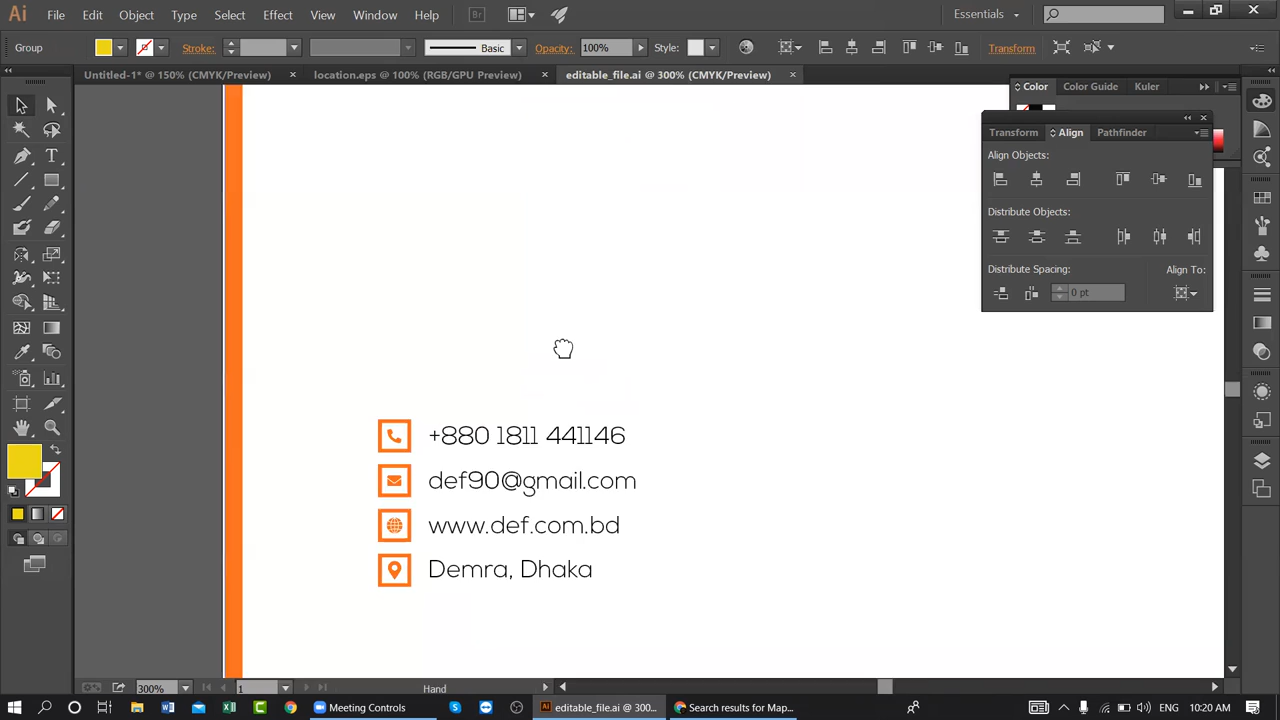 Ai File Edit Object Type Select Effect View Window Help Br Essentials
Group Stroke: Basic Opacity: 100% Style: Transform
Untitled-1* @ 150% (CMYK/Preview) × location.eps @ 100% (RGB/GPU Preview) × editable_file.ai @ 300% (CMYK/Preview) ×
Color Color Guide Kuler
Transform Align Pathfinder
Align Objects:
Distribute Objects:
Distribute Spacing: Align To:
0 pt
+880 1811 441146
def90@gmail.com
www.def.com.bd
Demra, Dhaka
300% 1 Hand
Meeting Controls editable_file.ai @ 300... Search results for Map... ENG 10:20 AM